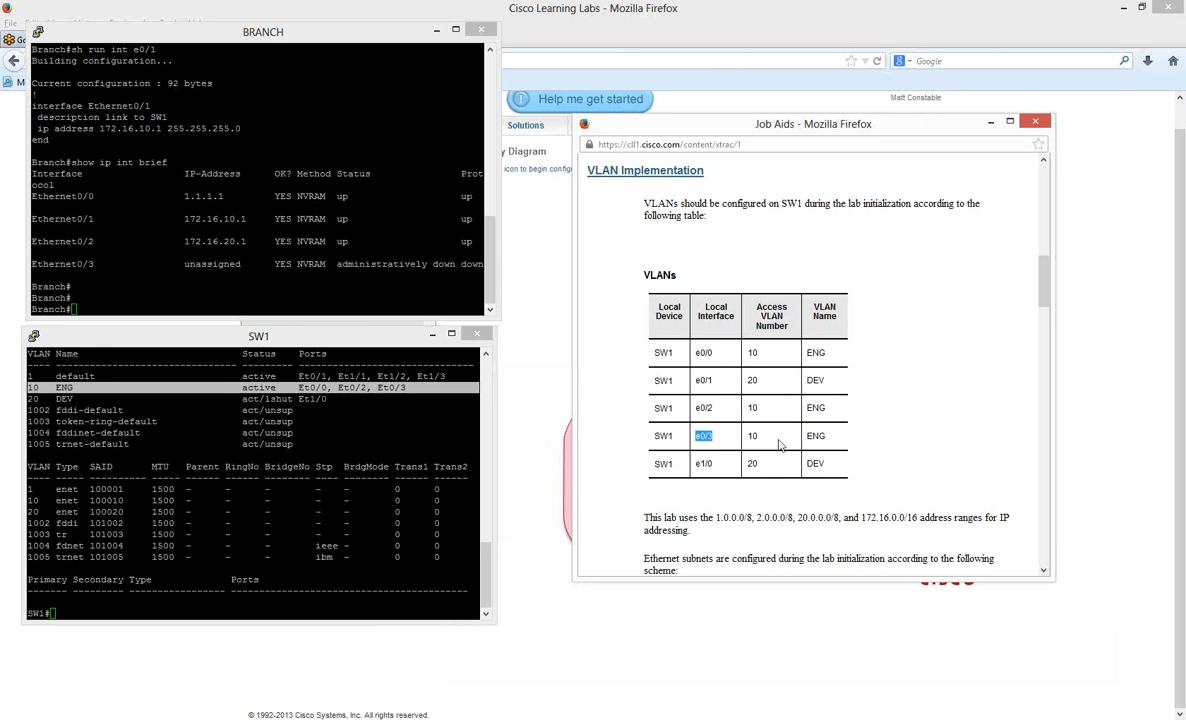 Cisco Learning Labs - Mozilla Firefox
BRANCH
Branch#sh run int e0/1
Building configuration...
Current configuration : 92 bytes
!
interface Ethernet0/1
description link to SW1
ip address 172.16.10.1 255.255.255.0
end
Branch#show ip int brief
Interface IP-Address OK? Method Status Prot
ocol
Ethernet0/0 1.1.1.1 YES NVRAM up up
Ethernet0/1 172.16.10.1 YES NVRAM up up
Ethernet0/2 172.16.20.1 YES NVRAM up up
Ethernet0/3 unassigned YES NVRAM administratively down down
Branch#
Branch#
Branch#
SW1
VLAN Name Status Ports
---- -------------------------------- --------- -------------------------------
1 default active Et0/1, Et1/1, Et1/2, Et1/3
10 ENG active Et0/0, Et0/2, Et0/3
20 DEV act/lshut Et1/0
1002 fddi-default act/unsup
1003 token-ring-default act/unsup
1004 fddinet-default act/unsup
1005 trnet-default act/unsup
VLAN Type SAID MTU Parent RingNo BridgeNo Stp BrdgMode Trans1 Trans2
---- ----- ---------- ----- ------ ------ -------- ---- -------- ------ ------
1 enet 100001 1500 - - - - - 0 0
10 enet 100010 1500 - - - - - 0 0
20 enet 100020 1500 - - - - - 0 0
1002 fddi 101002 1500 - - - - - 0 0
1003 tr 101003 1500 - - - - - 0 0
1004 fdnet 101004 1500 - - - ieee - 0 0
1005 trnet 101005 1500 - - - ibm - 0 0
Primary Secondary Type Ports
------- --------- ----------------- ------------------------------------------
SW1#
Google
Help me get started
Matt Constable
Solutions
Diagram
icon to begin config
Job Aids - Mozilla Firefox
https://cll1.cisco.com/content/xtrac/1
VLAN Implementation
VLANs should be configured on SW1 during the lab initialization according to the
following table:
VLANs
Local Device Local Interface Access VLAN Number VLAN Name
SW1 e0/0 10 ENG
SW1 e0/1 20 DEV
SW1 e0/2 10 ENG
SW1 e0/3 10 ENG
SW1 e1/0 20 DEV
This lab uses the 1.0.0.0/8, 2.0.0.0/8, 20.0.0.0/8, and 172.16.0.0/16 address ranges for IP
addressing.
Ethernet subnets are configured during the lab initialization according to the following
scheme:
© 1992-2013 Cisco Systems, Inc. All rights reserved.